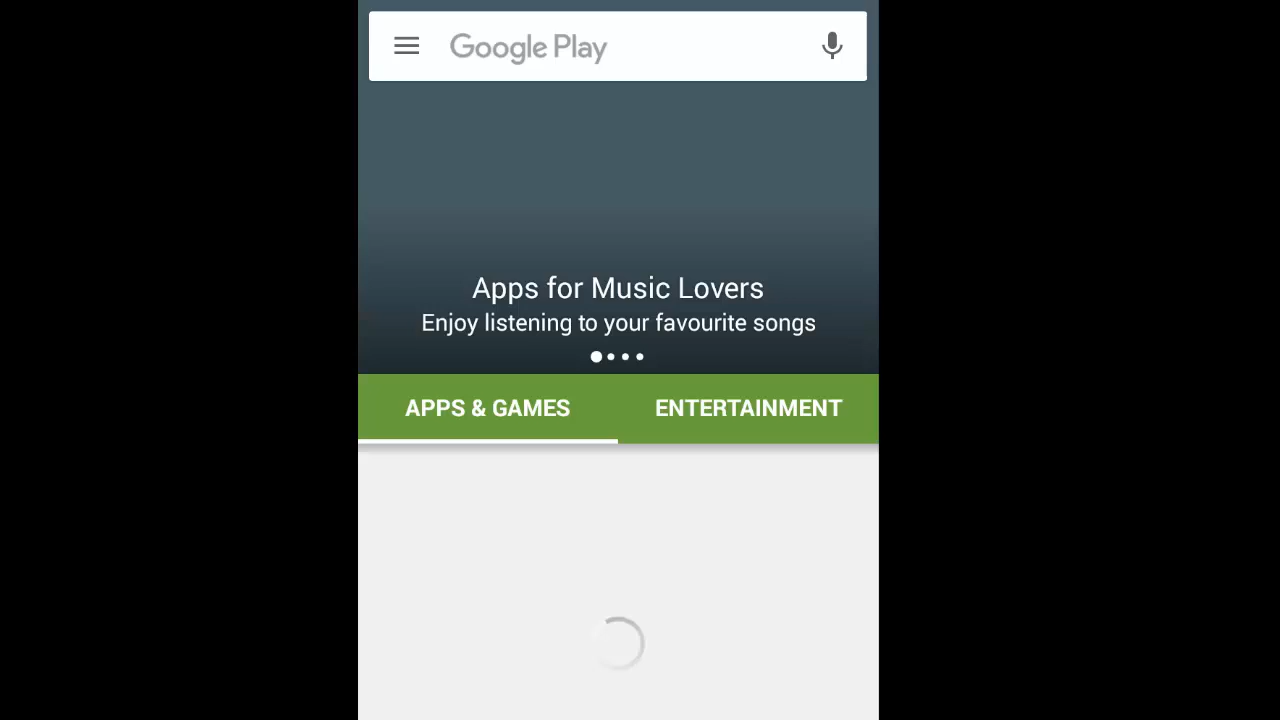 Google Play
Apps for Music Lovers
Enjoy listening to your favourite songs
APPS & GAMES
ENTERTAINMENT